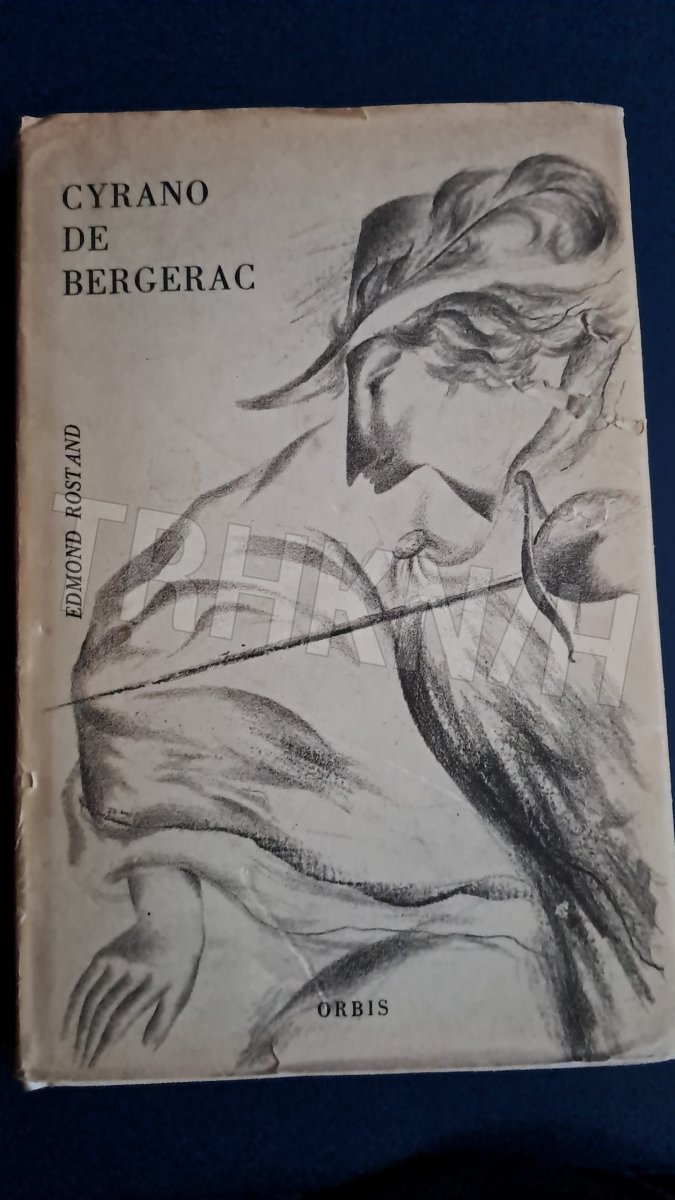 CYRANO
DE
BERGERAC
EDMOND ROSTAND
TRHKNIH
ORBIS